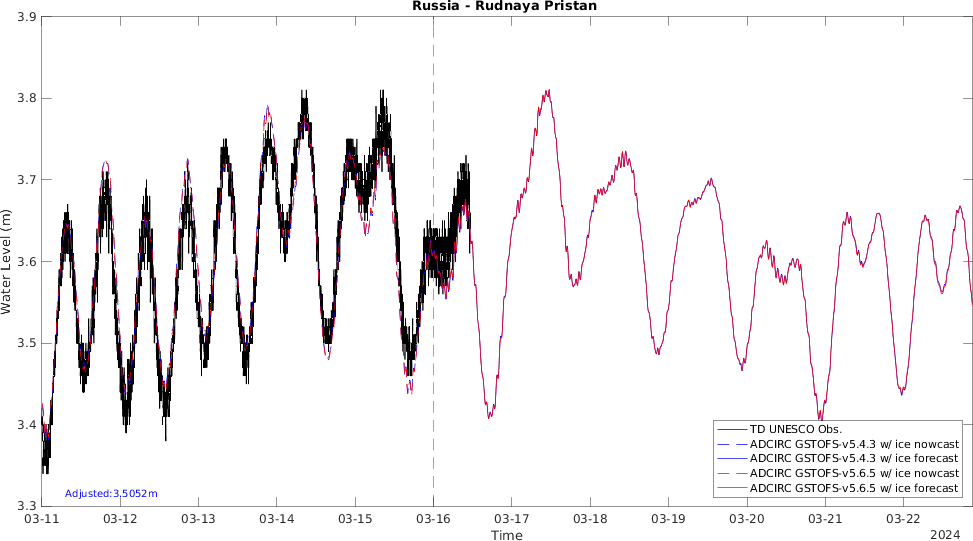 Russia - Rudnaya Pristan
3.9
3.8
3.7
3.6
3.5
3.4
3.3
Water Level (m)
Adjusted:3.5052m
TD UNESCO Obs.
ADCIRC GSTOFS-v5.4.3 w/ ice nowcast
ADCIRC GSTOFS-v5.4.3 w/ ice forecast
ADCIRC GSTOFS-v5.6.5 w/ ice nowcast
ADCIRC GSTOFS-v5.6.5 w/ ice forecast
03-11 03-12 03-13 03-14 03-15 03-16 03-17 03-18 03-19 03-20 03-21 03-22
Time
2024